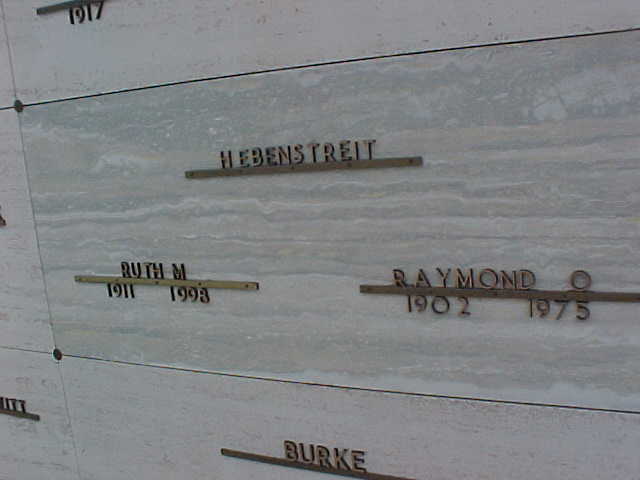 1917
HEBENSTREIT
RUTH M
1911 1998
RAYMOND O
1902 1975
BURKE